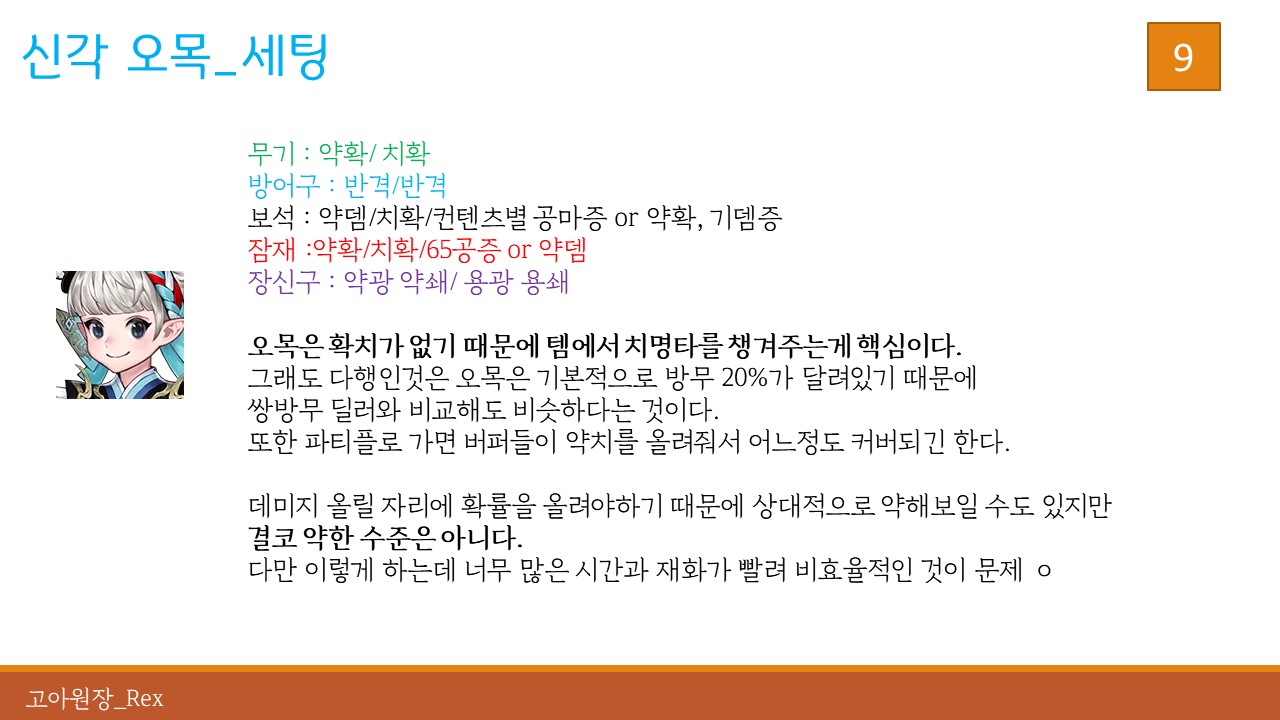 신각 오목_세팅
9
무기 : 약확/ 치확
방어구 : 반격/반격
보석 : 약뎀/치확/컨텐츠별 공마증 or 약확, 기뎀증
잠재 :약확/치확/65공증 or 약뎀
장신구 : 약광 약쇄/ 용광 용쇄
오목은 확치가 없기 때문에 템에서 치명타를 챙겨주는게 핵심이다.
그래도 다행인것은 오목은 기본적으로 방무 20%가 달려있기 때문에
쌍방무 딜러와 비교해도 비슷하다는 것이다.
또한 파티플로 가면 버퍼들이 약치를 올려줘서 어느정도 커버되긴 한다.
데미지 올릴 자리에 확률을 올려야하기 때문에 상대적으로 약해보일 수도 있지만
결코 약한 수준은 아니다.
다만 이렇게 하는데 너무 많은 시간과 재화가 빨려 비효율적인 것이 문제 ㅇ
고아원장_Rex